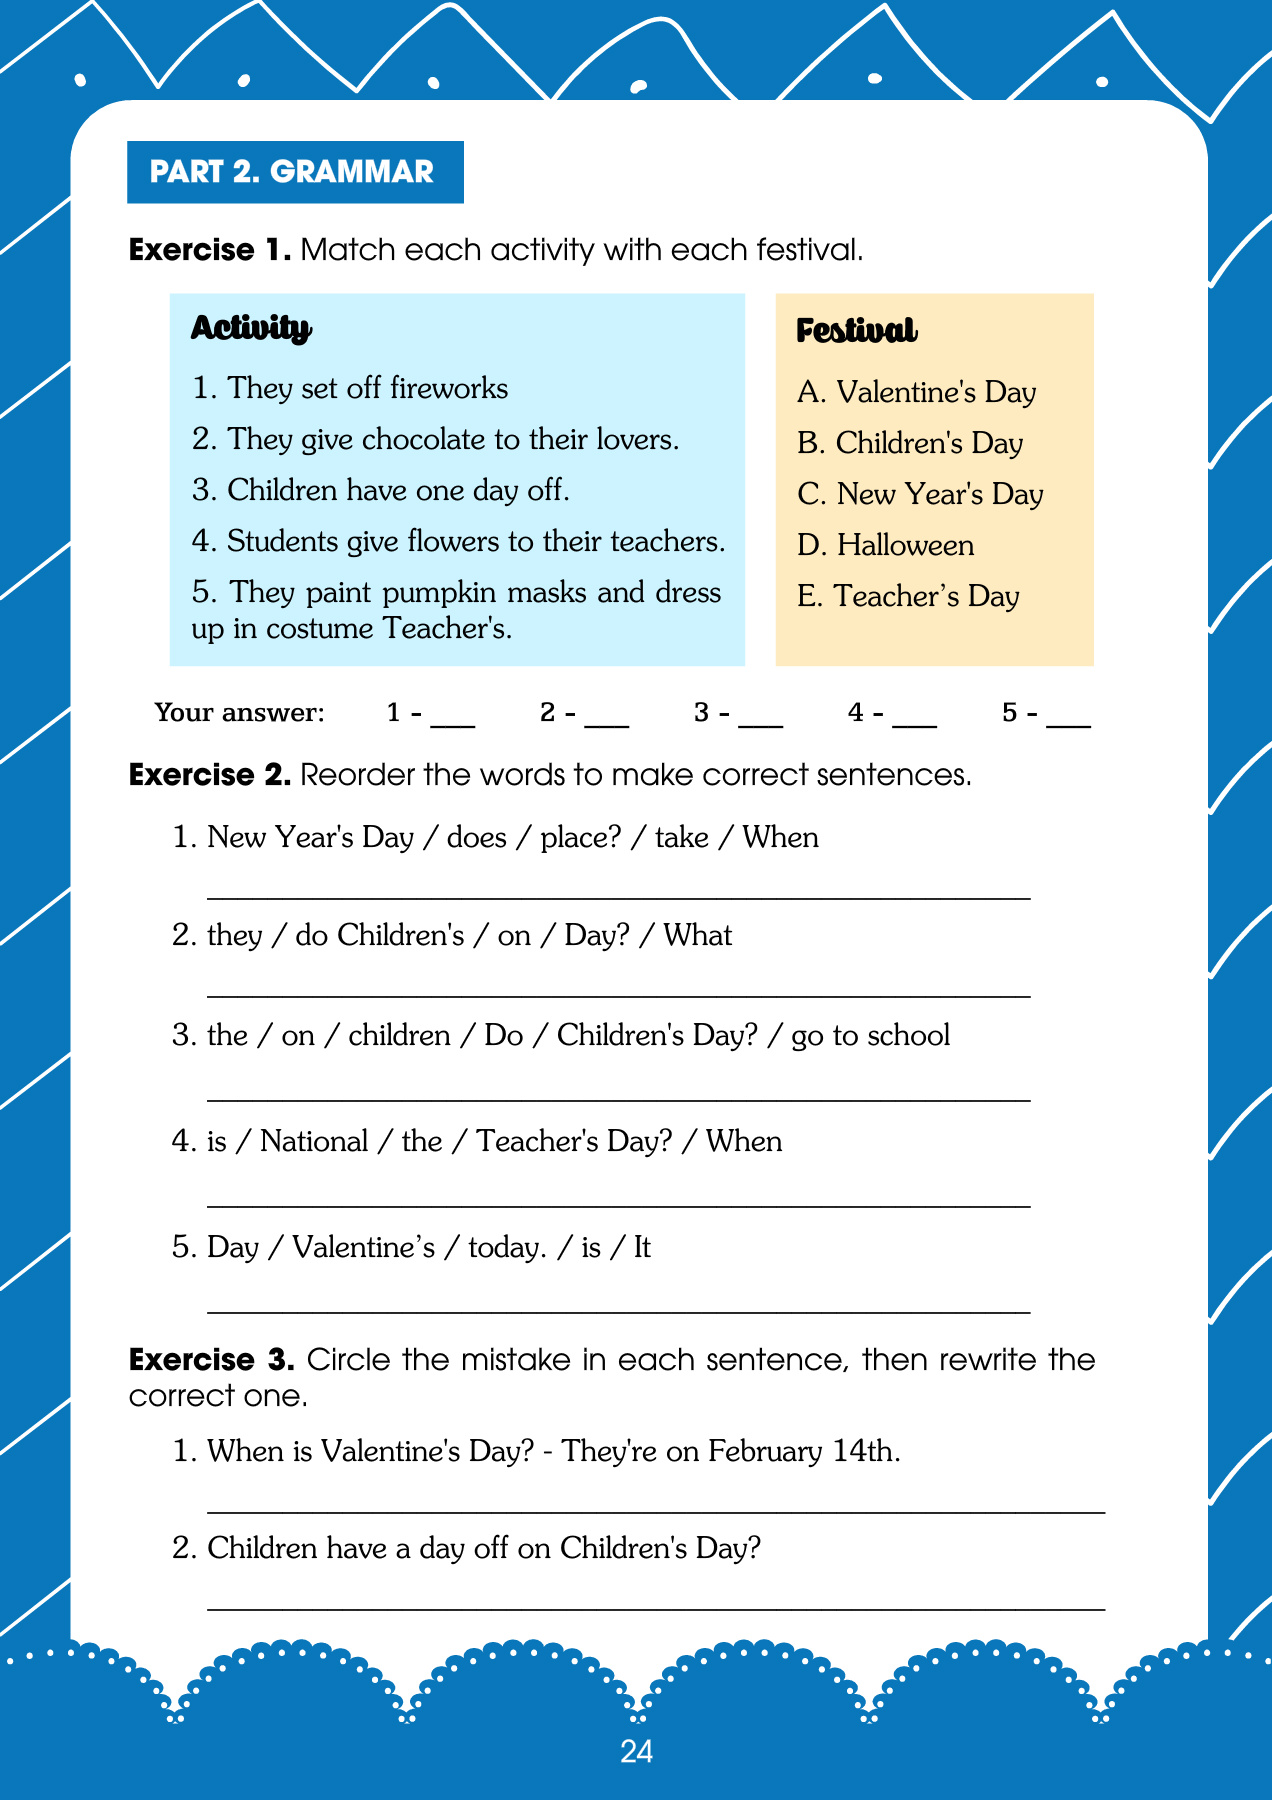 PART 2. GRAMMAR
Exercise 1. Match each activity with each festival.
Activity
1. They set off fireworks
2. They give chocolate to their lovers.
3. Children have one day off.
4. Students give flowers to their teachers.
5. They paint pumpkin masks and dress
up in costume Teacher's.
Festival
A. Valentine's Day
B. Children's Day
C. New Year's Day
D. Halloween
E. Teacher’s Day
Your answer: 1 - ___ 2 - ___ 3 - ___ 4 - ___ 5 - ___
Exercise 2. Reorder the words to make correct sentences.
1. New Year's Day / does / place? / take / When
2. they / do Children's / on / Day? / What
3. the / on / children / Do / Children's Day? / go to school
4. is / National / the / Teacher's Day? / When
5. Day / Valentine’s / today. / is / It
Exercise 3. Circle the mistake in each sentence, then rewrite the
correct one.
1. When is Valentine's Day? - They're on February 14th.
2. Children have a day off on Children's Day?
24